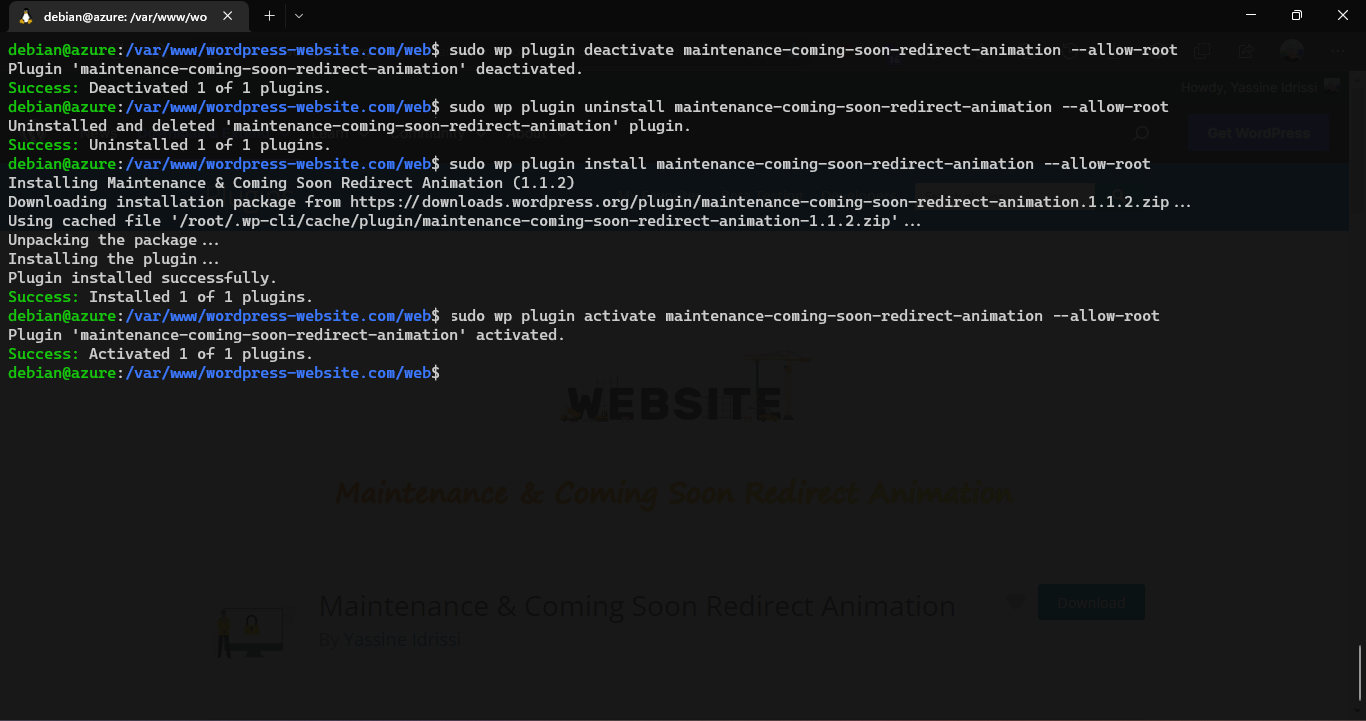 debian@azure: /var/www/wo
debian@azure:/var/www/wordpress-website.com/web$ sudo wp plugin deactivate maintenance-coming-soon-redirect-animation --allow-root
Plugin 'maintenance-coming-soon-redirect-animation' deactivated.
Success: Deactivated 1 of 1 plugins.
debian@azure:/var/www/wordpress-website.com/web$ sudo wp plugin uninstall maintenance-coming-soon-redirect-animation --allow-root
Howdy, Yassine Idrissi
Uninstalled and deleted 'maintenance-coming-soon-redirect-animation' plugin.
Get WordPress
Success: Uninstalled 1 of 1 plugins.
debian@azure:/var/www/wordpress-website.com/web$ sudo wp plugin install maintenance-coming-soon-redirect-animation --allow-root
Installing Maintenance & Coming Soon Redirect Animation (1.1.2)
Downloading installation package from https://downloads.wordpress.org/plugin/maintenance-coming-soon-redirect-animation.1.1.2.zip...
Using cached file '/root/.wp-cli/cache/plugin/maintenance-coming-soon-redirect-animation-1.1.2.zip'...
Unpacking the package...
Installing the plugin...
Plugin installed successfully.
Success: Installed 1 of 1 plugins.
debian@azure:/var/www/wordpress-website.com/web$ sudo wp plugin activate maintenance-coming-soon-redirect-animation --allow-root
Plugin 'maintenance-coming-soon-redirect-animation' activated.
Success: Activated 1 of 1 plugins.
debian@azure:/var/www/wordpress-website.com/web$
WEBSITE
Maintenance & Coming Soon Redirect Animation
Maintenance & Coming Soon Redirect Animation
Download
By Yassine Idrissi